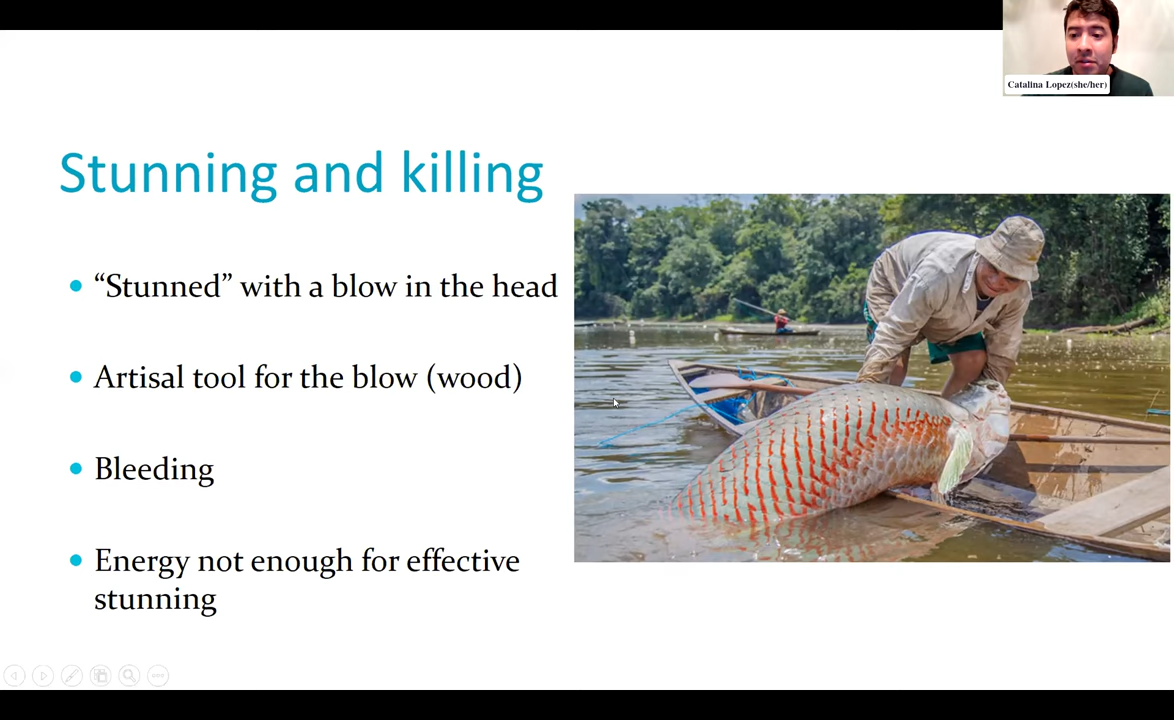 Catalina Lopez(she/her)
Stunning and killing
“Stunned” with a blow in the head
Artisal tool for the blow (wood)
Bleeding
Energy not enough for effective
stunning